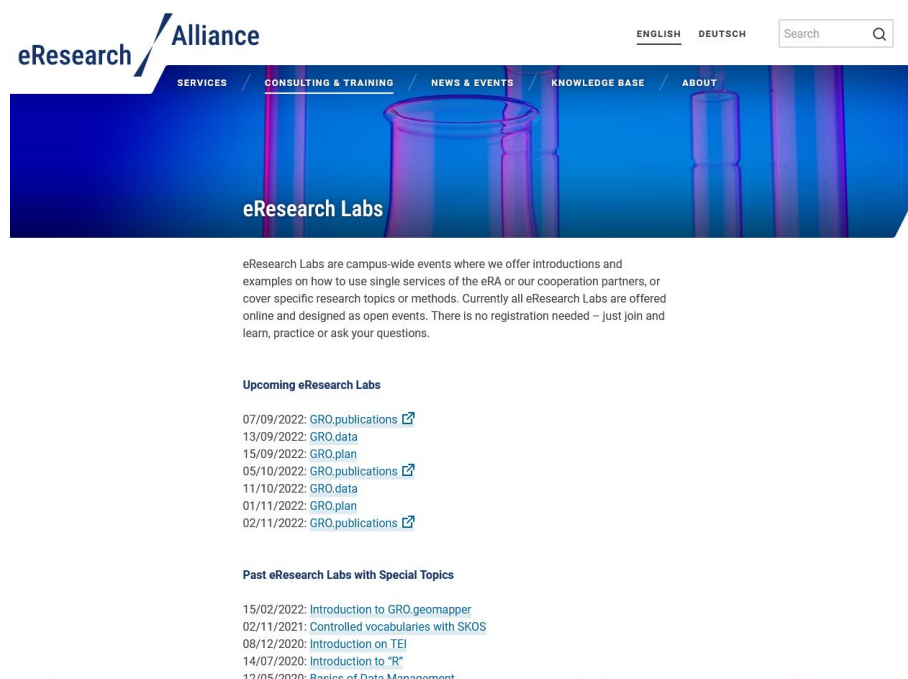 eResearch Alliance
ENGLISH DEUTSCH Search
SERVICES / CONSULTING & TRAINING / NEWS & EVENTS / KNOWLEDGE BASE / ABOUT
eResearch Labs
eResearch Labs are campus-wide events where we offer introductions and
examples on how to use single services of the eRA or our cooperation partners, or
cover specific research topics or methods. Currently all eResearch Labs are offered
online and designed as open events. There is no registration needed – just join and
learn, practice or ask your questions.
Upcoming eResearch Labs
07/09/2022: GRO.publications
13/09/2022: GRO.data
15/09/2022: GRO.plan
05/10/2022: GRO.publications
11/10/2022: GRO.data
01/11/2022: GRO.plan
02/11/2022: GRO.publications
Past eResearch Labs with Special Topics
15/02/2022: Introduction to GRO.geomapper
02/11/2021: Controlled vocabularies with SKOS
08/12/2020: Introduction on TEI
14/07/2020: Introduction to “R”
12/05/2020: Basics of Data Management